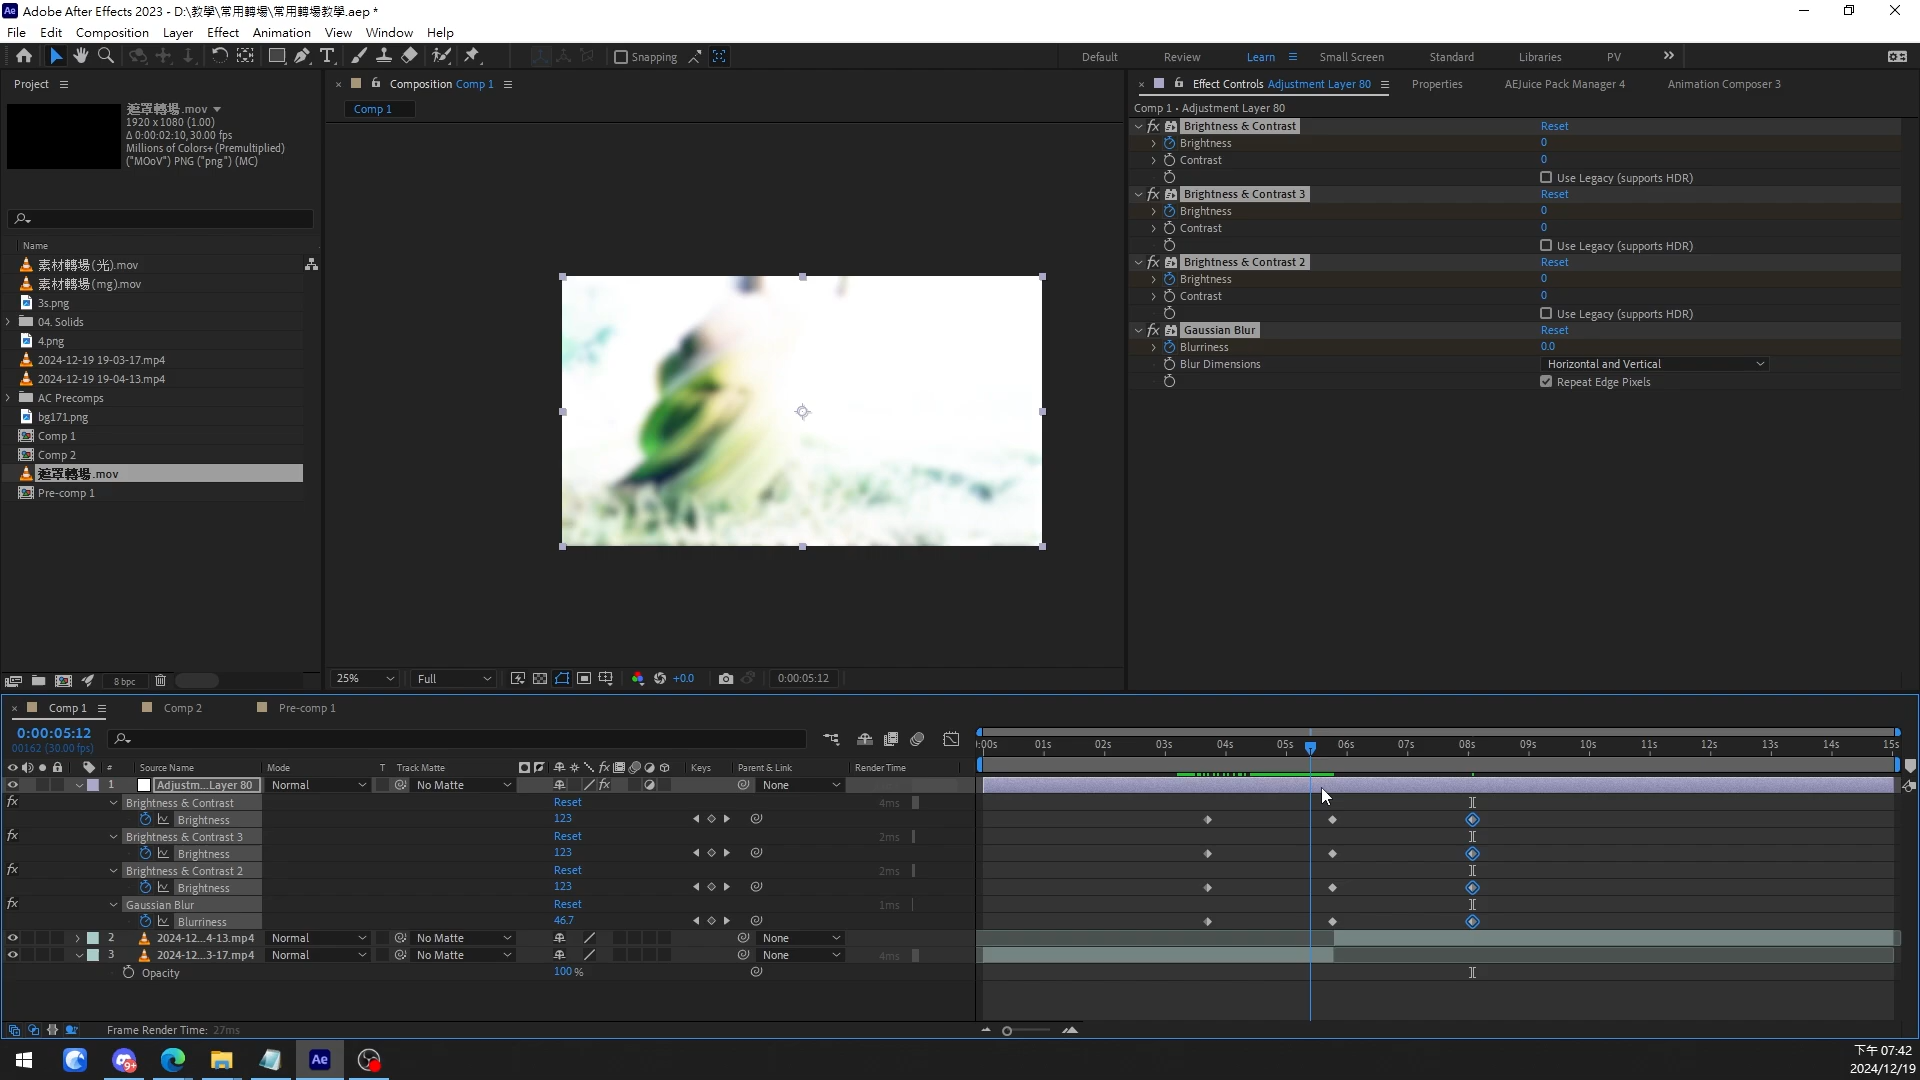 Adobe After Effects 2023 - D:\教學\常用轉場\常用轉場教學.aep *
File Edit Composition Layer Effect Animation View Window Help
Snapping
Default Review Learn Small Screen Standard Libraries PV
Project
遮罩轉場.mov
1920 x 1080 (1.00)
Δ 0:00:02:10, 30.00 fps
Millions of Colors+ (Premultiplied)
("MOoV") PNG ("png") (MC)
Name
素材轉場(光).mov
素材轉場(mg).mov
3s.png
04. Solids
4.png
2024-12-19 19-03-17.mp4
2024-12-19 19-04-13.mp4
AC Precomps
bg171.png
Comp 1
Comp 2
遮罩轉場.mov
Pre-comp 1
8 bpc
Composition Comp 1
Comp 1
25% Full +0.0 0:00:05:12
Effect Controls Adjustment Layer 80 Properties AEJuice Pack Manager 4 Animation Composer 3
Comp 1 • Adjustment Layer 80
fx Brightness & Contrast Reset
Brightness 0
Contrast 0
Use Legacy (supports HDR)
fx Brightness & Contrast 3 Reset
Brightness 0
Contrast 0
Use Legacy (supports HDR)
fx Brightness & Contrast 2 Reset
Brightness 0
Contrast 0
Use Legacy (supports HDR)
fx Gaussian Blur Reset
Blurriness 0.0
Blur Dimensions Horizontal and Vertical
Repeat Edge Pixels
Comp 1 Comp 2 Pre-comp 1
0:00:05:12
00162 (30.00 fps)
:00s 01s 02s 03s 04s 05s 06s 07s 08s 09s 10s 11s 12s 13s 14s 15s
# Source Name Mode T Track Matte fx Keys Parent & Link Render Time
1 Adjustm...Layer 80 Normal No Matte fx None
fx Brightness & Contrast Reset 4ms
Brightness 123
fx Brightness & Contrast 3 Reset 2ms
Brightness 123
fx Brightness & Contrast 2 Reset 2ms
Brightness 123
fx Gaussian Blur Reset 1ms
Blurriness 46.7
2 2024-12...4-13.mp4 Normal No Matte None
3 2024-12...3-17.mp4 Normal No Matte None 4ms
Opacity 100 %
Frame Render Time: 27ms
9+
Ae
下午 07:42
2024/12/19